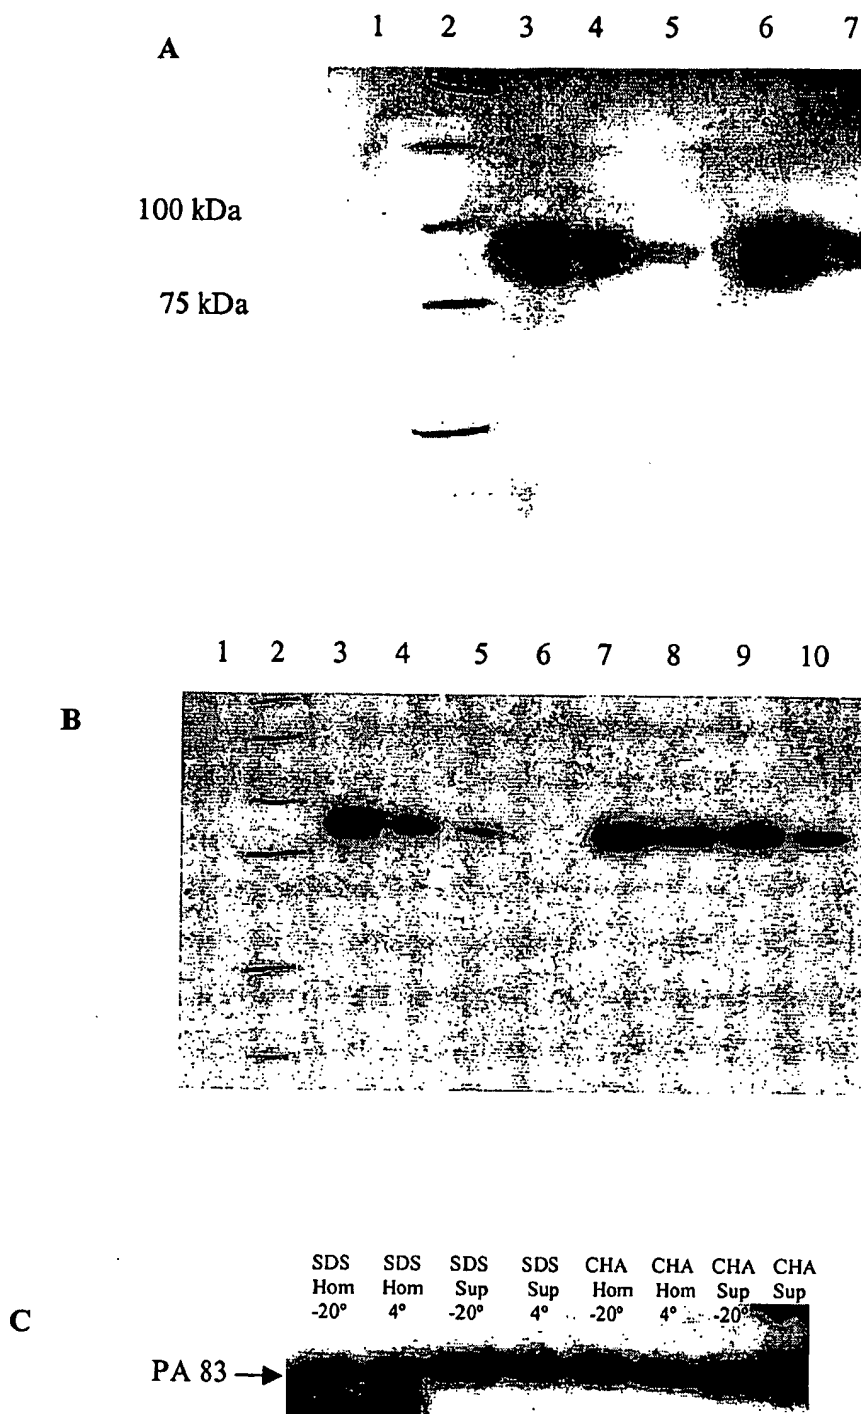 A
1 2 3 4 5 6 7
100 kDa
75 kDa
B
1 2 3 4 5 6 7 8 9 10
C
SDS SDS SDS SDS CHA CHA CHA CHA
Hom Hom Sup Sup Hom Hom Sup Sup
-20° 4° -20° 4° -20° 4° -20°
PA 83